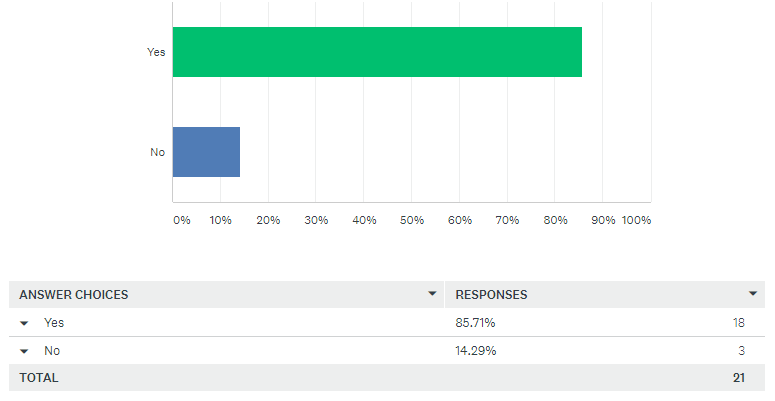 Yes
No
0% 10% 20% 30% 40% 50% 60% 70% 80% 90% 100%
ANSWER CHOICES RESPONSES
Yes 85.71% 18
No 14.29% 3
TOTAL 21